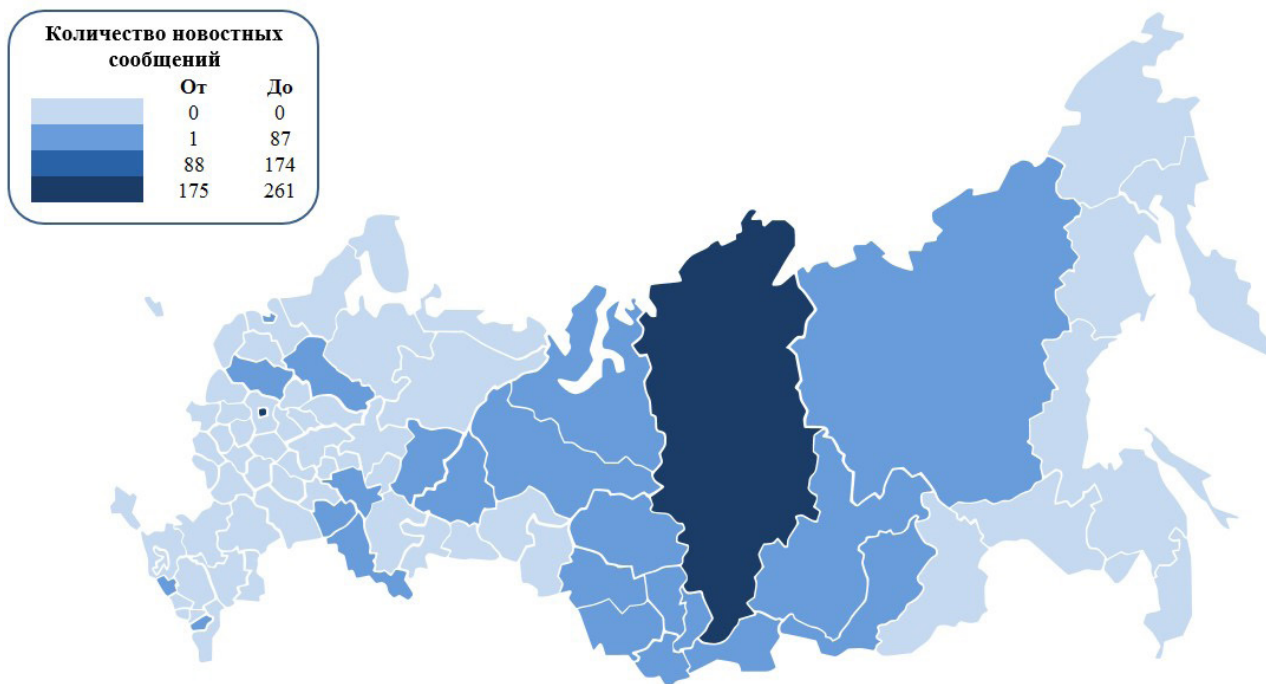 Количество новостных
сообщений
От До
0 0
1 87
88 174
175 261